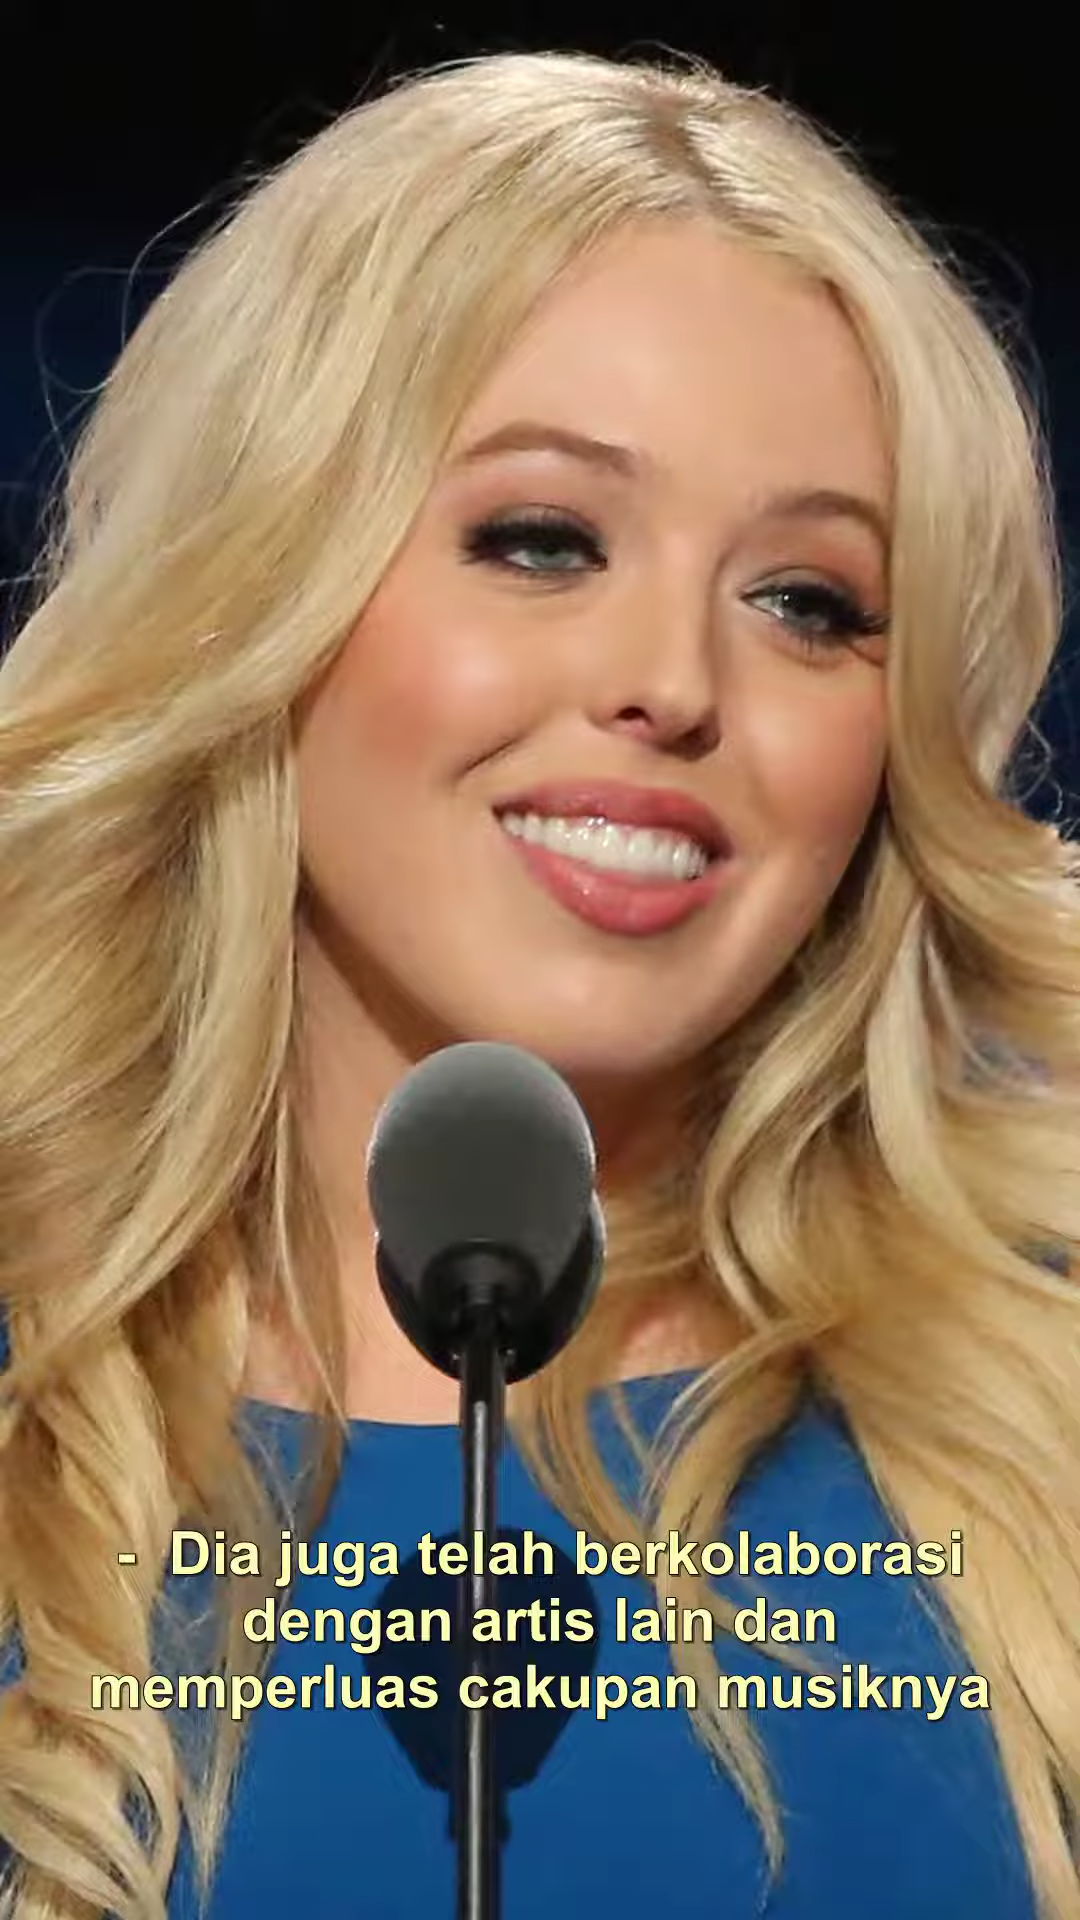 - Dia juga telah berkolaborasi
dengan artis lain dan
memperluas cakupan musiknya